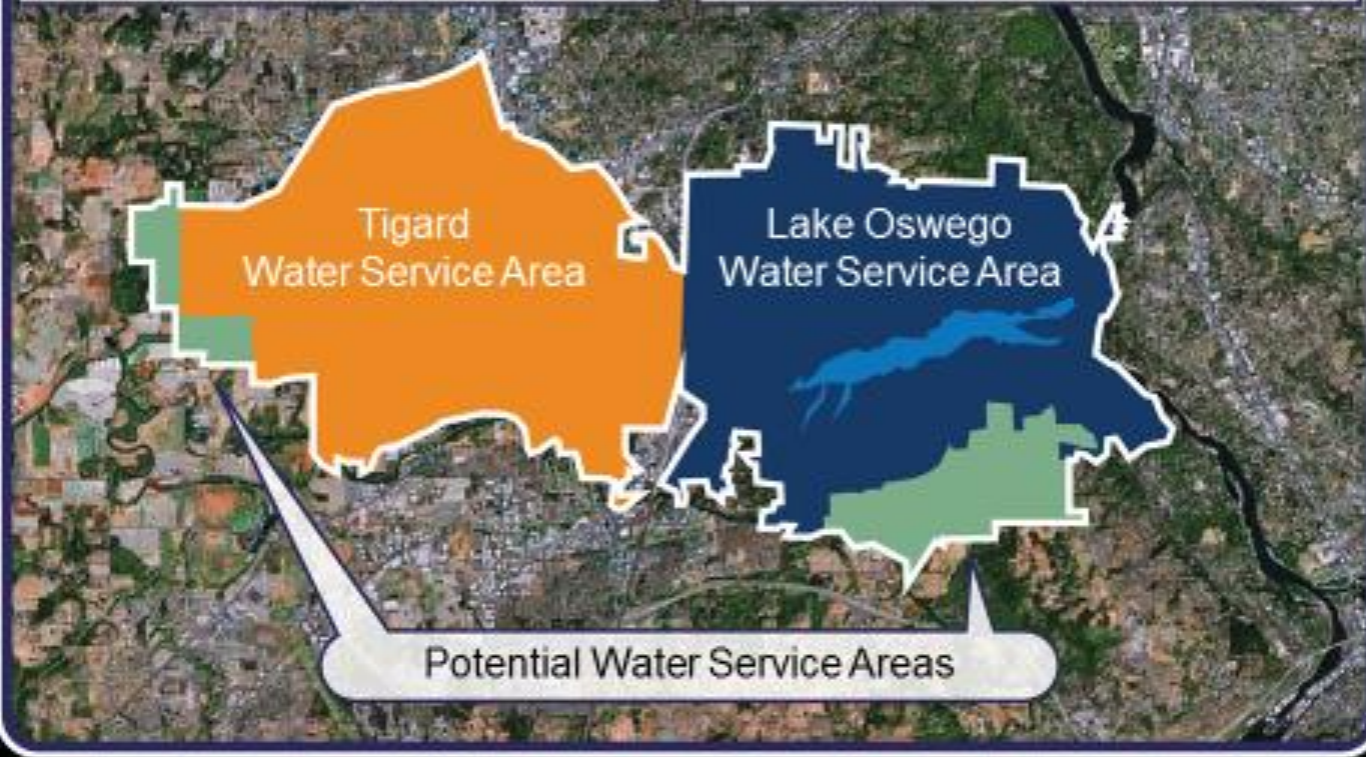 Tigard
Water Service Area
Lake Oswego
Water Service Area
Potential Water Service Areas